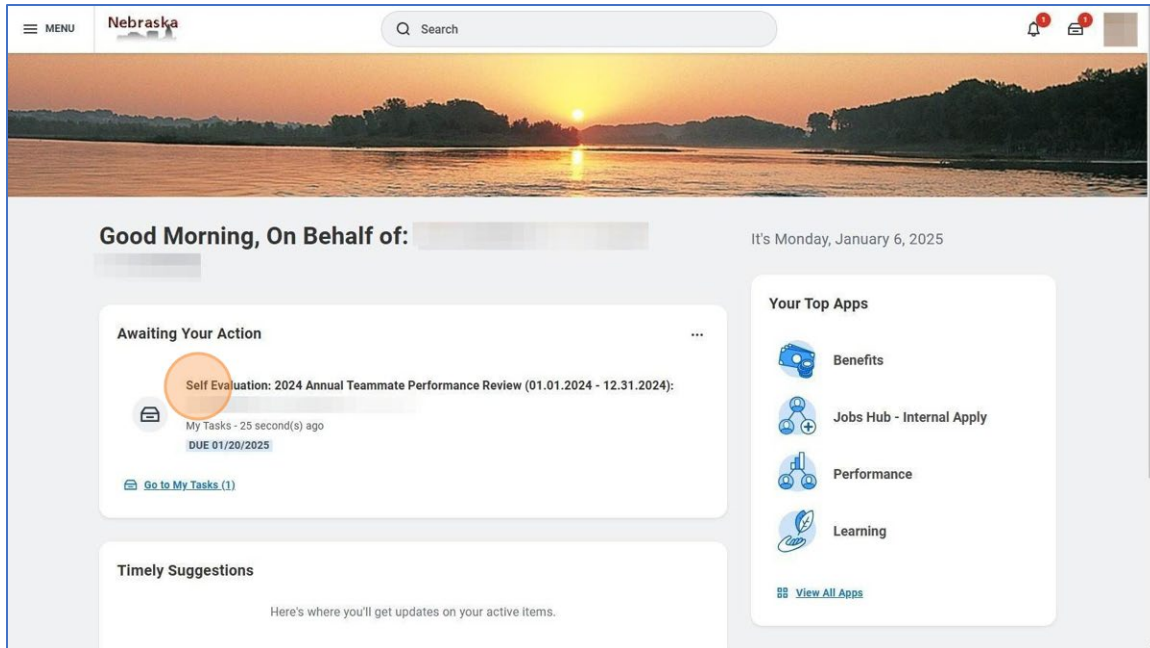 MENU
Nebraska
Search
1
1
Good Morning, On Behalf of:
It's Monday, January 6, 2025
Awaiting Your Action
Self Evaluation: 2024 Annual Teammate Performance Review (01.01.2024 - 12.31.2024):
My Tasks - 25 second(s) ago
DUE 01/20/2025
Go to My Tasks (1)
Timely Suggestions
Here's where you'll get updates on your active items.
Your Top Apps
Benefits
Jobs Hub - Internal Apply
Performance
Learning
View All Apps